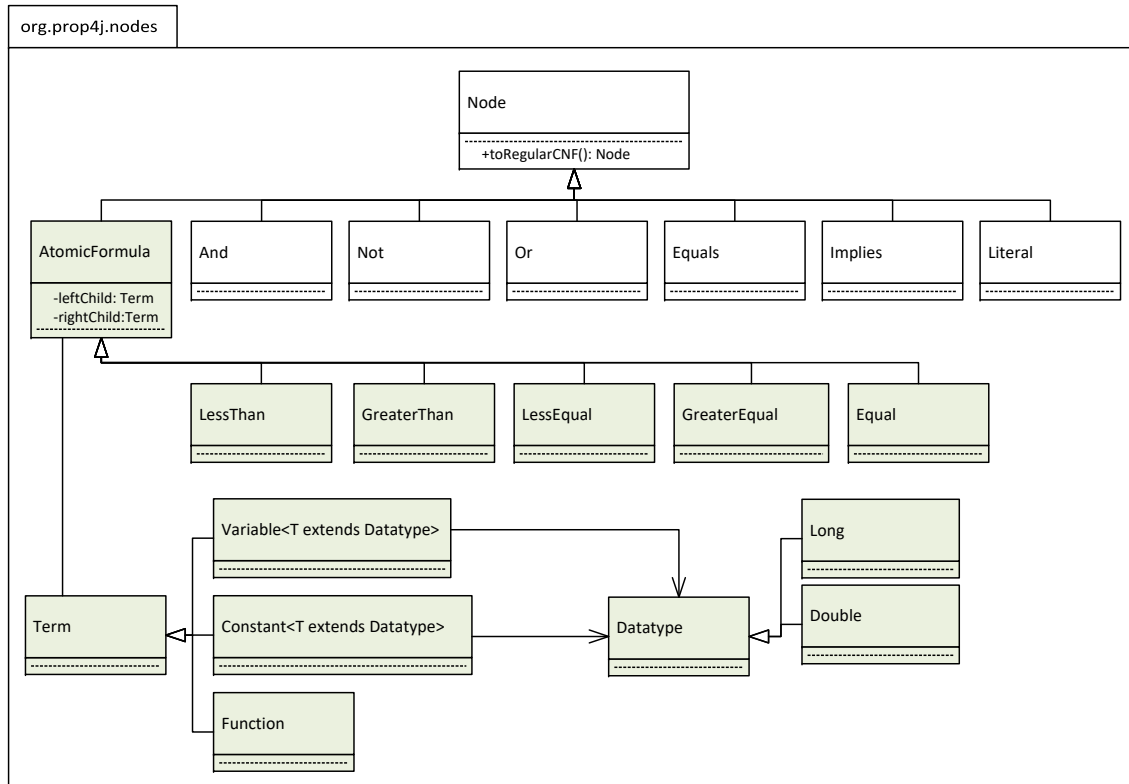 org.prop4j.nodes
Node
+toRegularCNF(): Node
AtomicFormula
-leftChild: Term
-rightChild:Term
And
Not
Or
Equals
Implies
Literal
LessThan
GreaterThan
LessEqual
GreaterEqual
Equal
Variable<T extends Datatype>
Long
Term
Constant<T extends Datatype>
Datatype
Double
Function